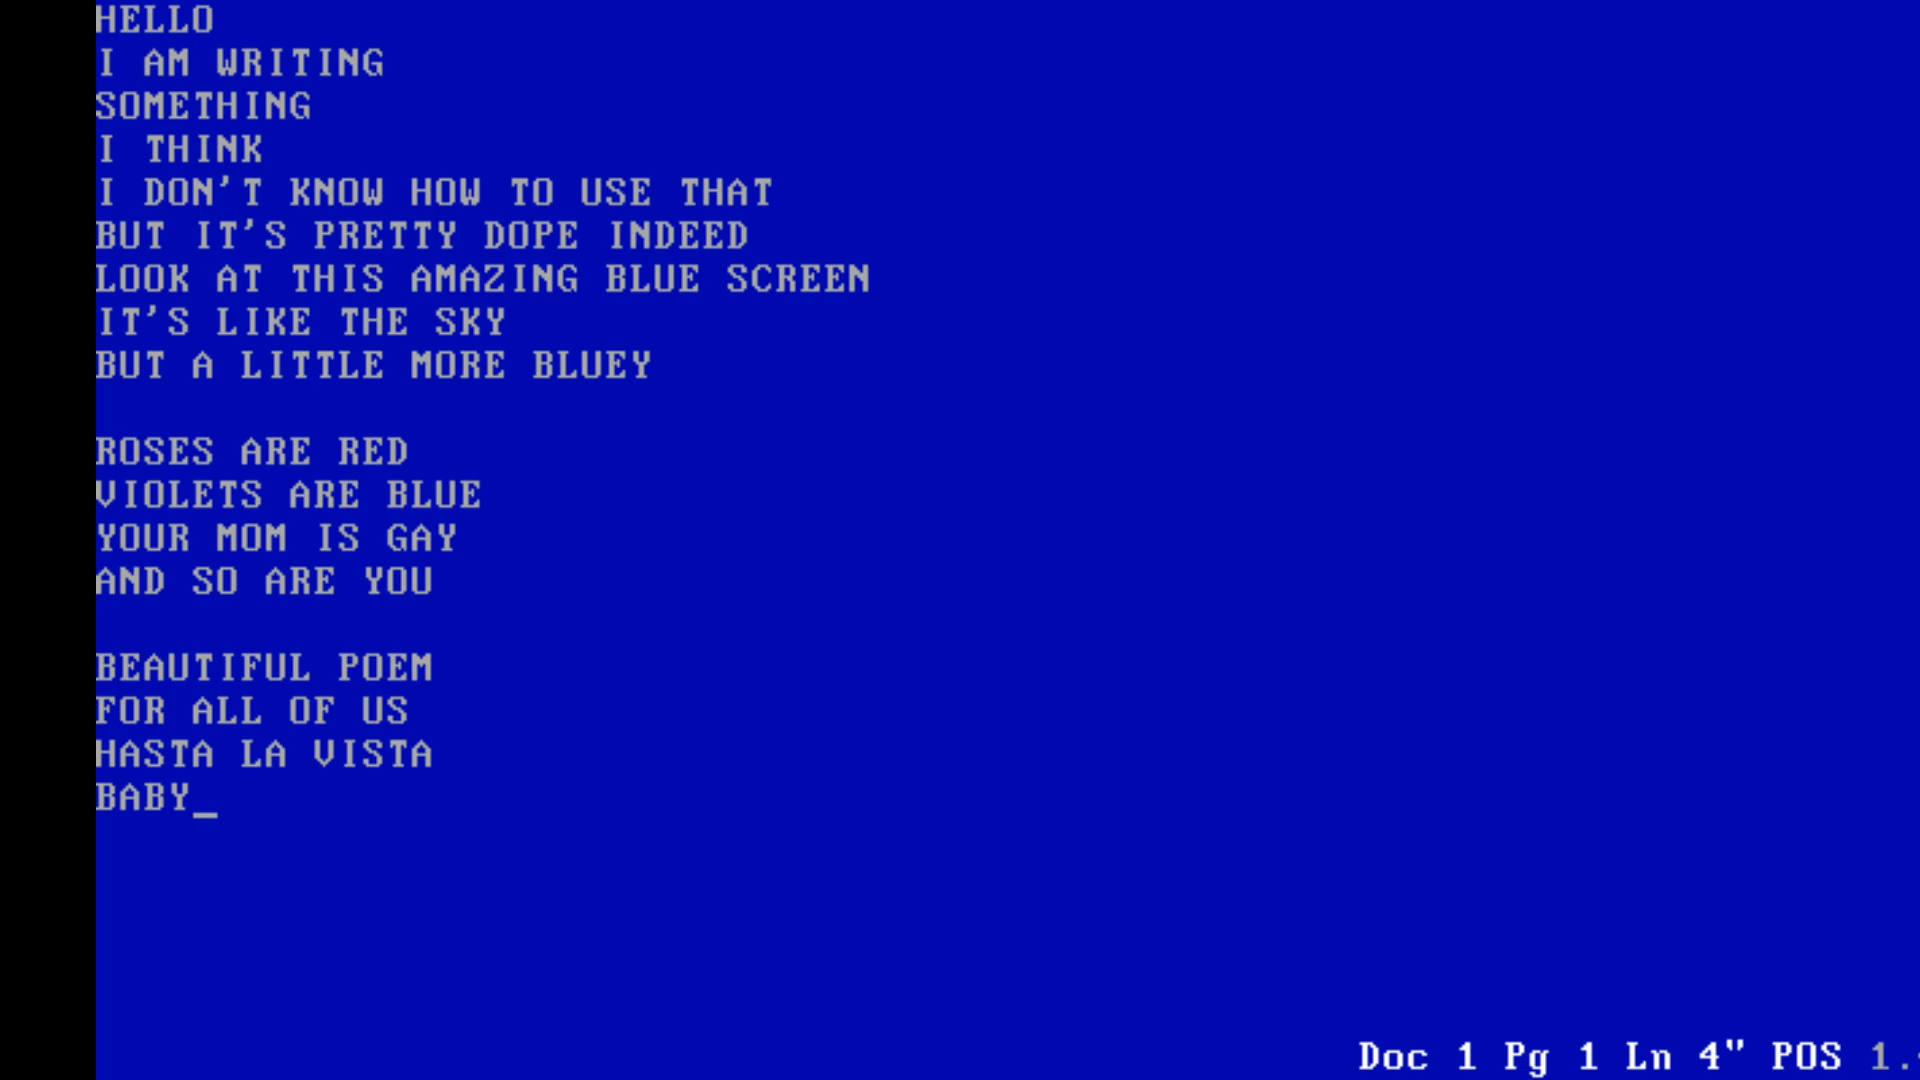 HELLO
I AM WRITING
SOMETHING
I THINK
I DON'T KNOW HOW TO USE THAT
BUT IT'S PRETTY DOPE INDEED
LOOK AT THIS AMAZING BLUE SCREEN
IT'S LIKE THE SKY
BUT A LITTLE MORE BLUEY
ROSES ARE RED
VIOLETS ARE BLUE
YOUR MOM IS GAY
AND SO ARE YOU
BEAUTIFUL POEM
FOR ALL OF US
HASTA LA VISTA
BABY_
Doc 1 Pg 1 Ln 4" POS 1.